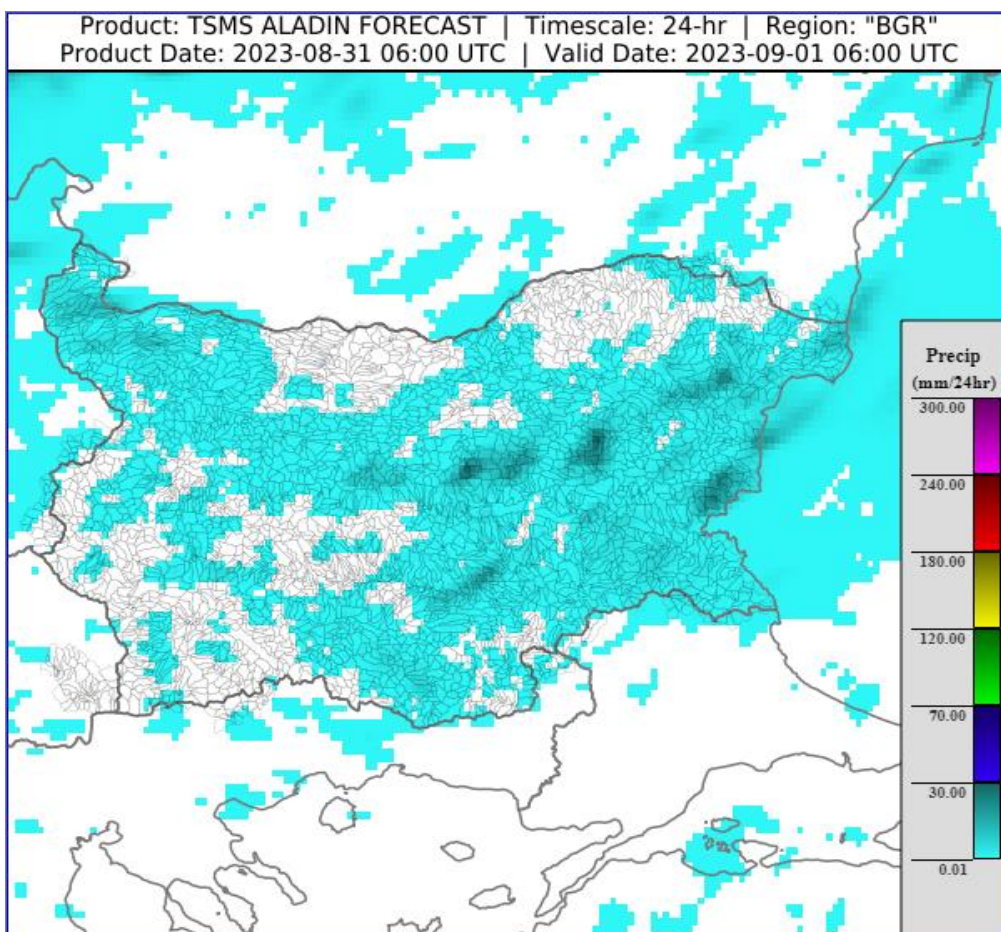 Product: TSMS ALADIN FORECAST | Timescale: 24-hr | Region: "BGR"
Product Date: 2023-08-31 06:00 UTC | Valid Date: 2023-09-01 06:00 UTC
Precip
(mm/24hr)
300.00
240.00
180.00
120.00
70.00
30.00
0.01